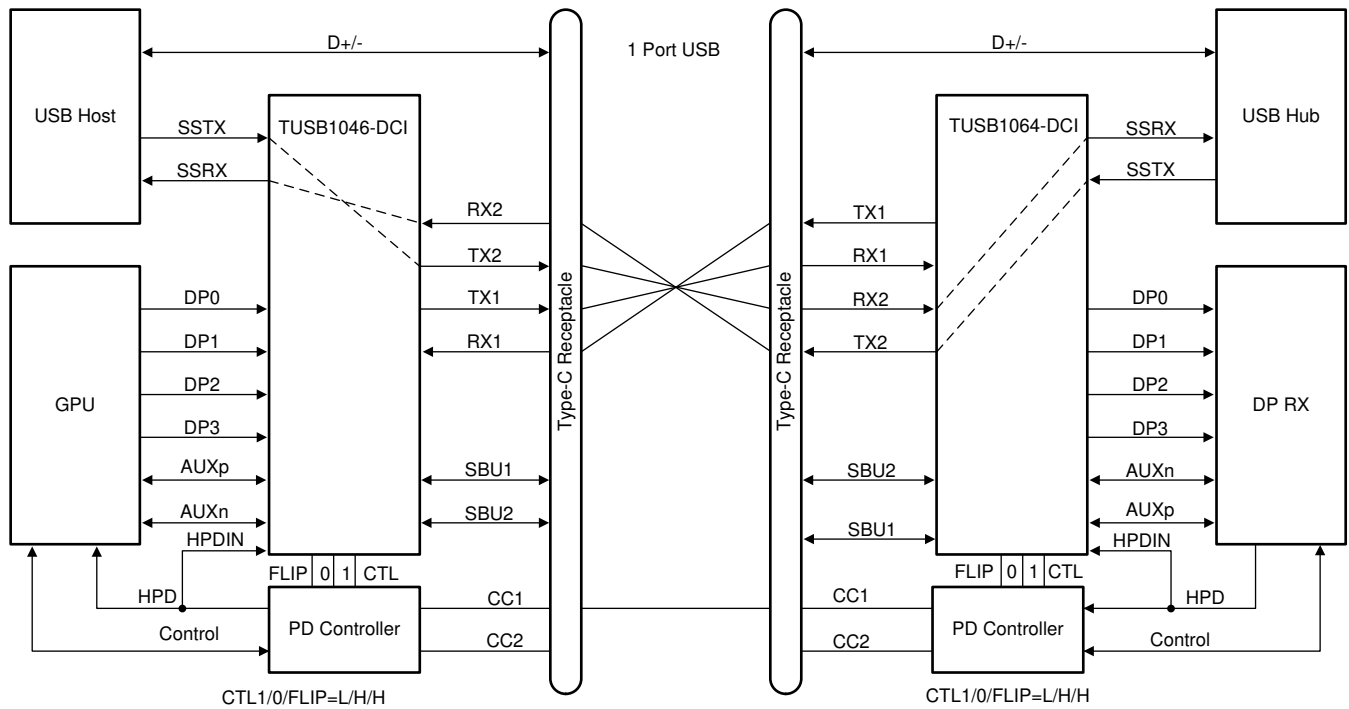 D+/-
1 Port USB
D+/-
USB Host
USB Hub
TUSB1046-DCI
TUSB1064-DCI
SSTX
SSRX
SSRX
SSTX
RX2
TX1
TX2
RX1
TX1
RX2
RX1
TX2
Type-C Receptacle
Type-C Receptacle
GPU
DP RX
DP0
DP0
DP1
DP1
DP2
DP2
DP3
DP3
AUXp
SBU1
SBU2
AUXn
AUXn
SBU2
SBU1
AUXp
HPDIN
HPDIN
FLIP 0 1 CTL
FLIP 0 1 CTL
HPD
CC1
CC1
HPD
PD Controller
PD Controller
Control
CC2
CC2
Control
CTL1/0/FLIP=L/H/H
CTL1/0/FLIP=L/H/H